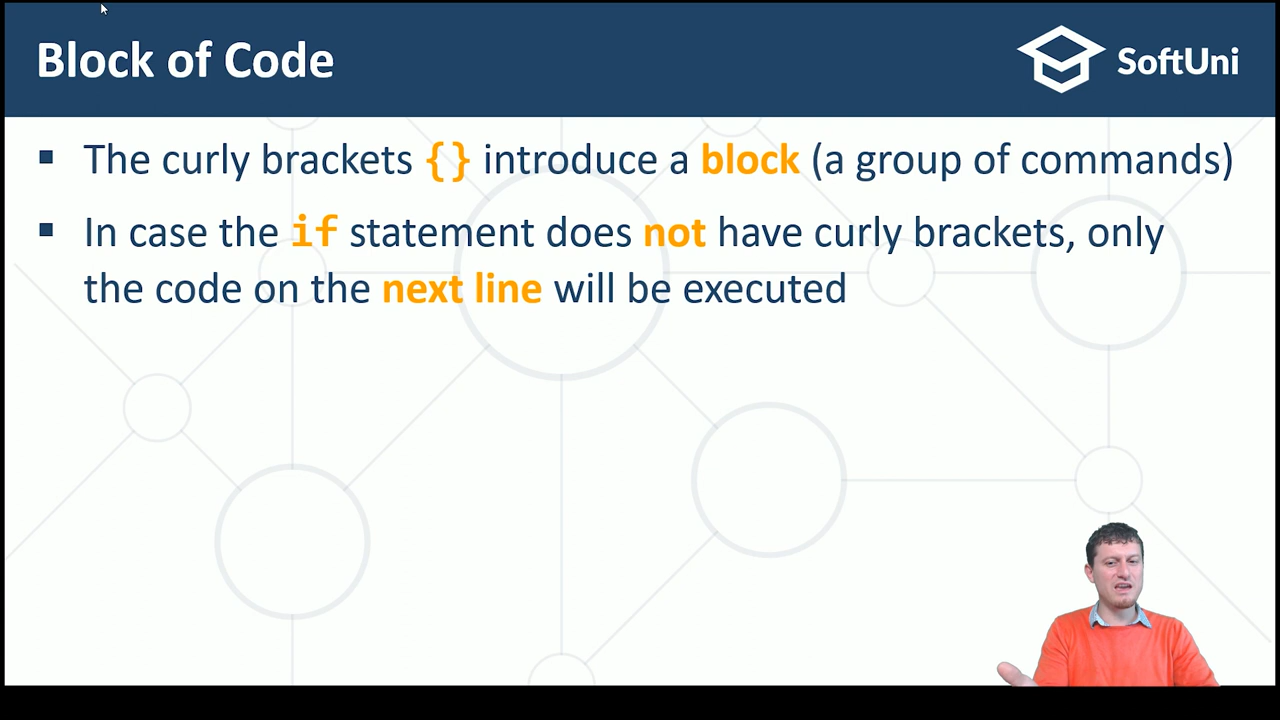 Block of Code
SoftUni
The curly brackets {} introduce a block (a group of commands)
In case the if statement does not have curly brackets, only
the code on the next line will be executed